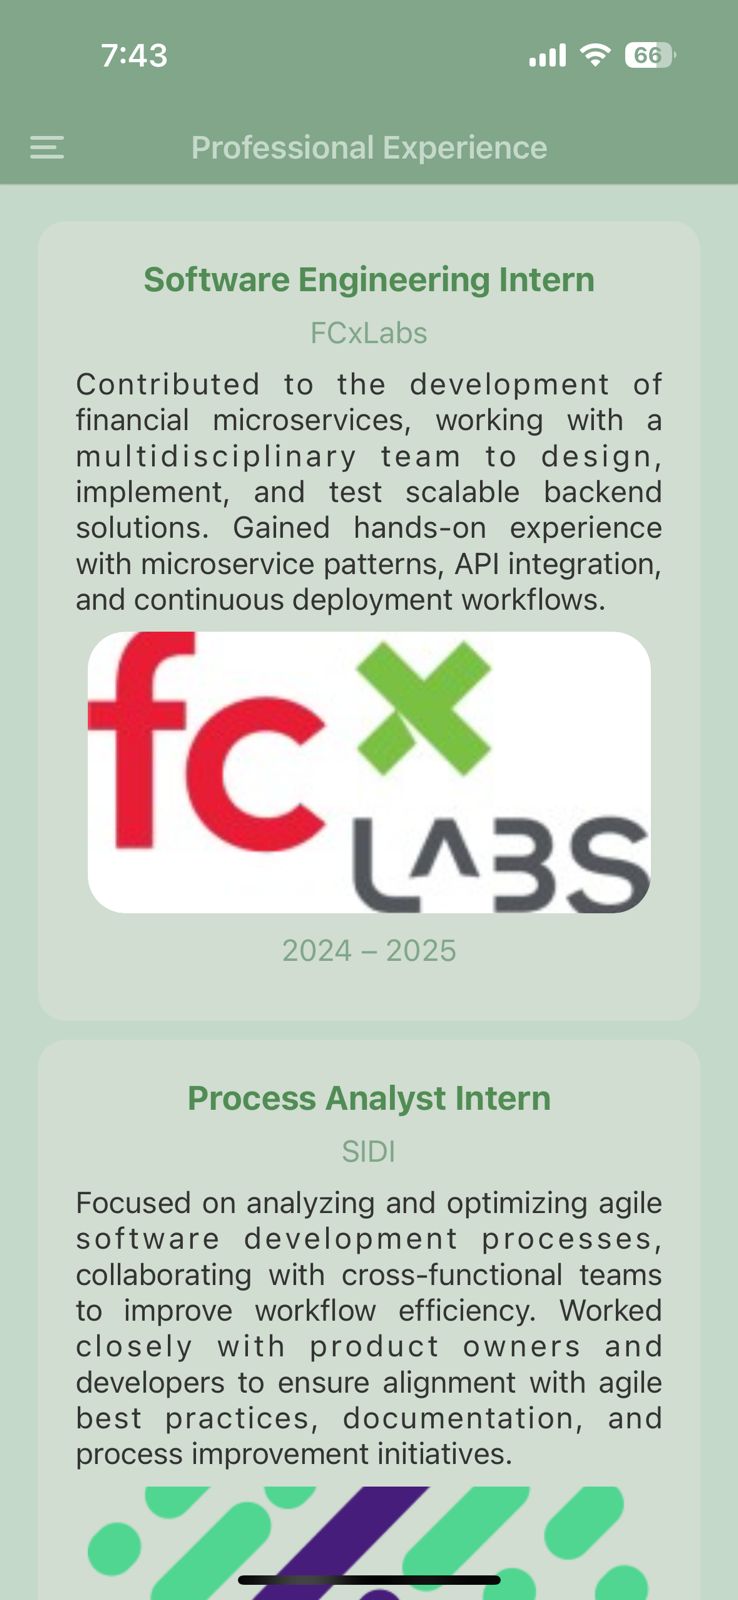 7:43
66
Professional Experience
Software Engineering Intern
FCxLabs
Contributed to the development of
financial microservices, working with a
multidisciplinary team to design,
implement, and test scalable backend
solutions. Gained hands-on experience
with microservice patterns, API integration,
and continuous deployment workflows.
fcx
LABS
2024 – 2025
Process Analyst Intern
SIDI
Focused on analyzing and optimizing agile
software development processes,
collaborating with cross-functional teams
to improve workflow efficiency. Worked
closely with product owners and
developers to ensure alignment with agile
best practices, documentation, and
process improvement initiatives.